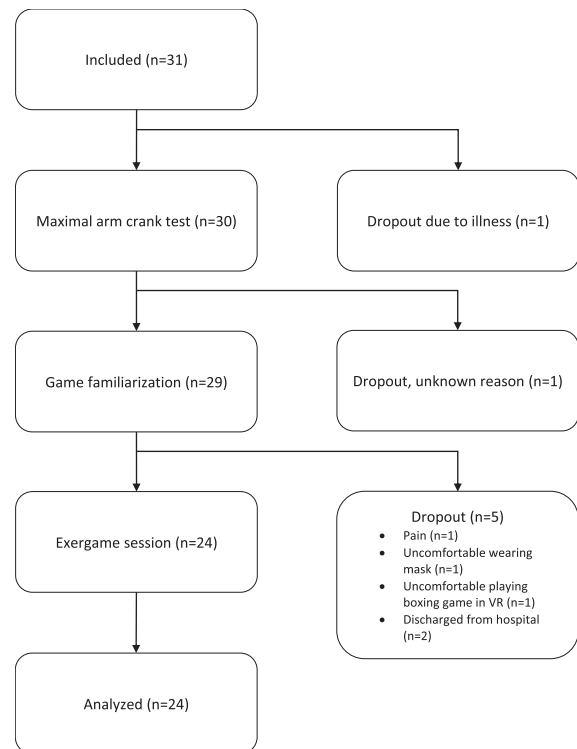 Included (n=31)
Maximal arm crank test (n=30)
Dropout due to illness (n=1)
Game familiarization (n=29)
Dropout, unknown reason (n=1)
Exergame session (n=24)
Dropout (n=5)
• Pain (n=1)
• Uncomfortable wearing
mask (n=1)
• Uncomfortable playing
boxing game in VR (n=1)
• Discharged from hospital
(n=2)
Analyzed (n=24)